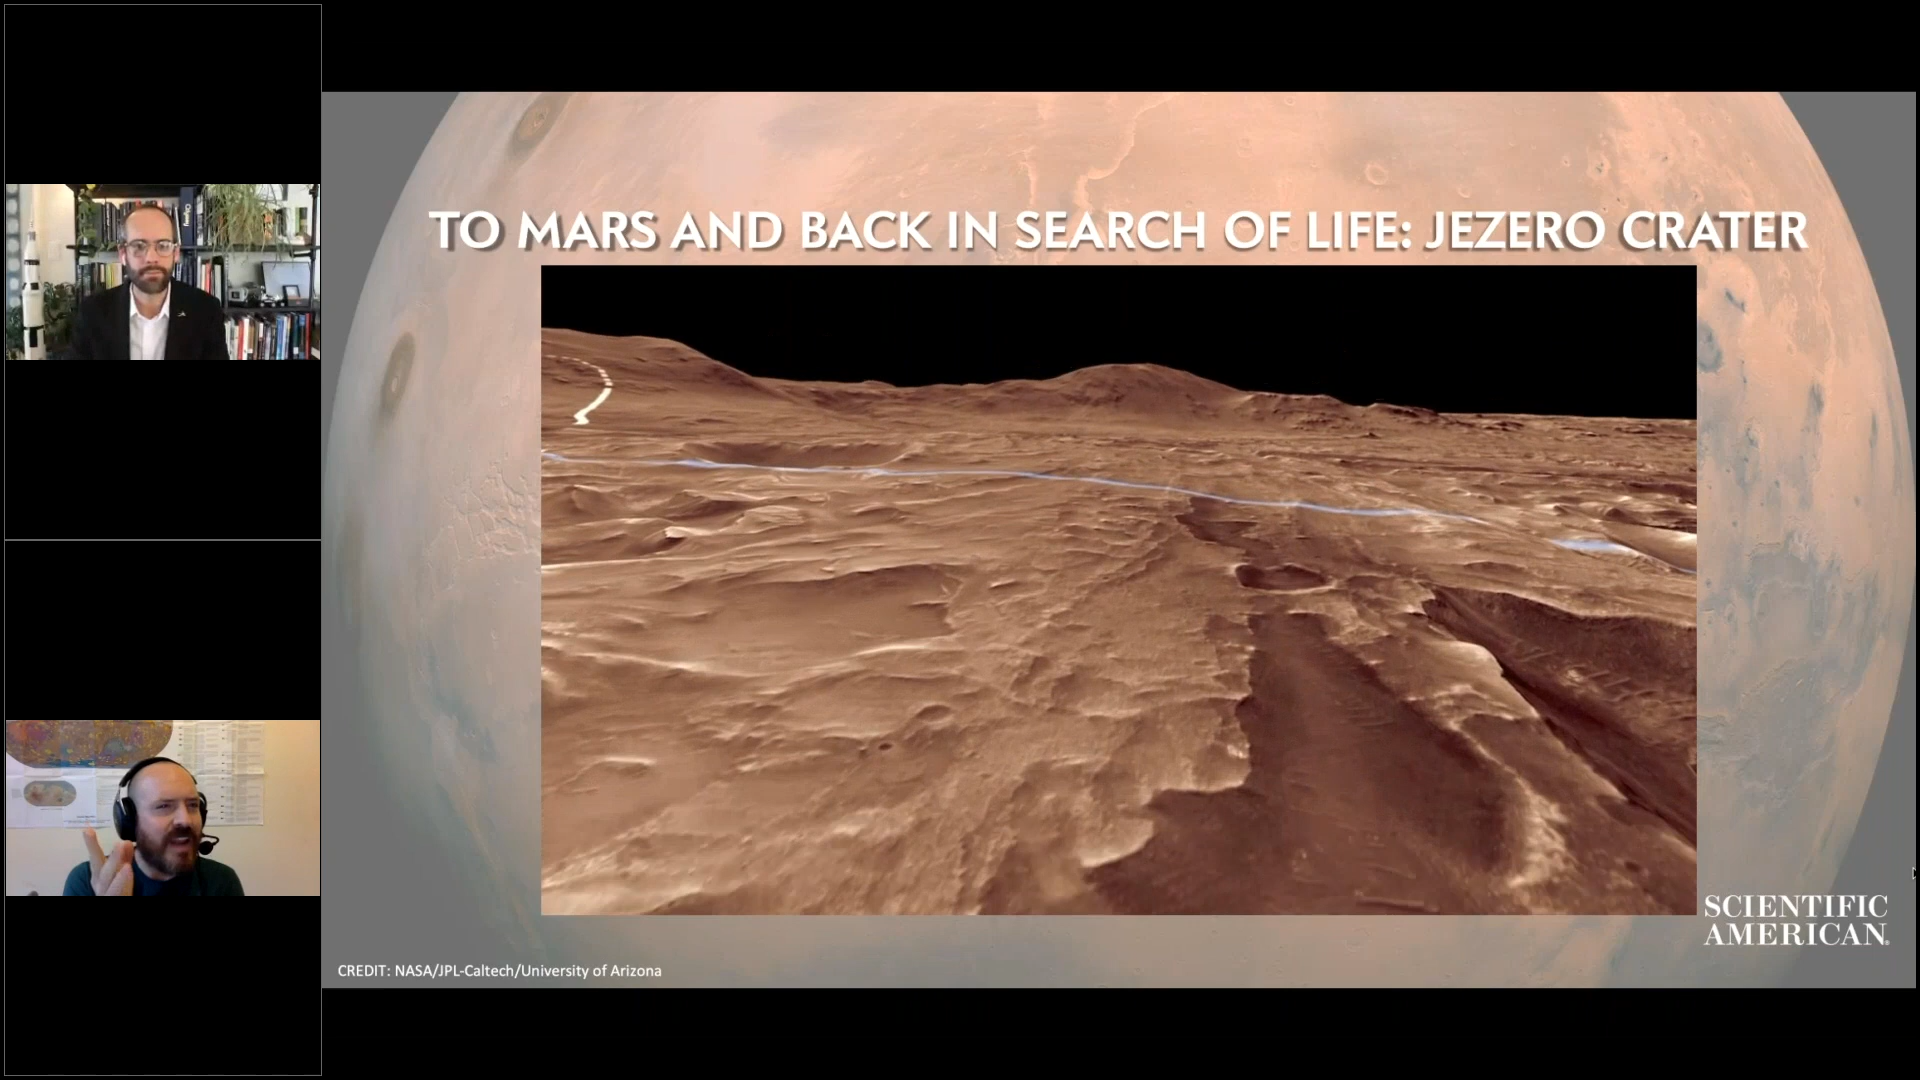 TO MARS AND BACK IN SEARCH OF LIFE: JEZERO CRATER
SCIENTIFIC
AMERICAN.
CREDIT: NASA/JPL-Caltech/University of Arizona